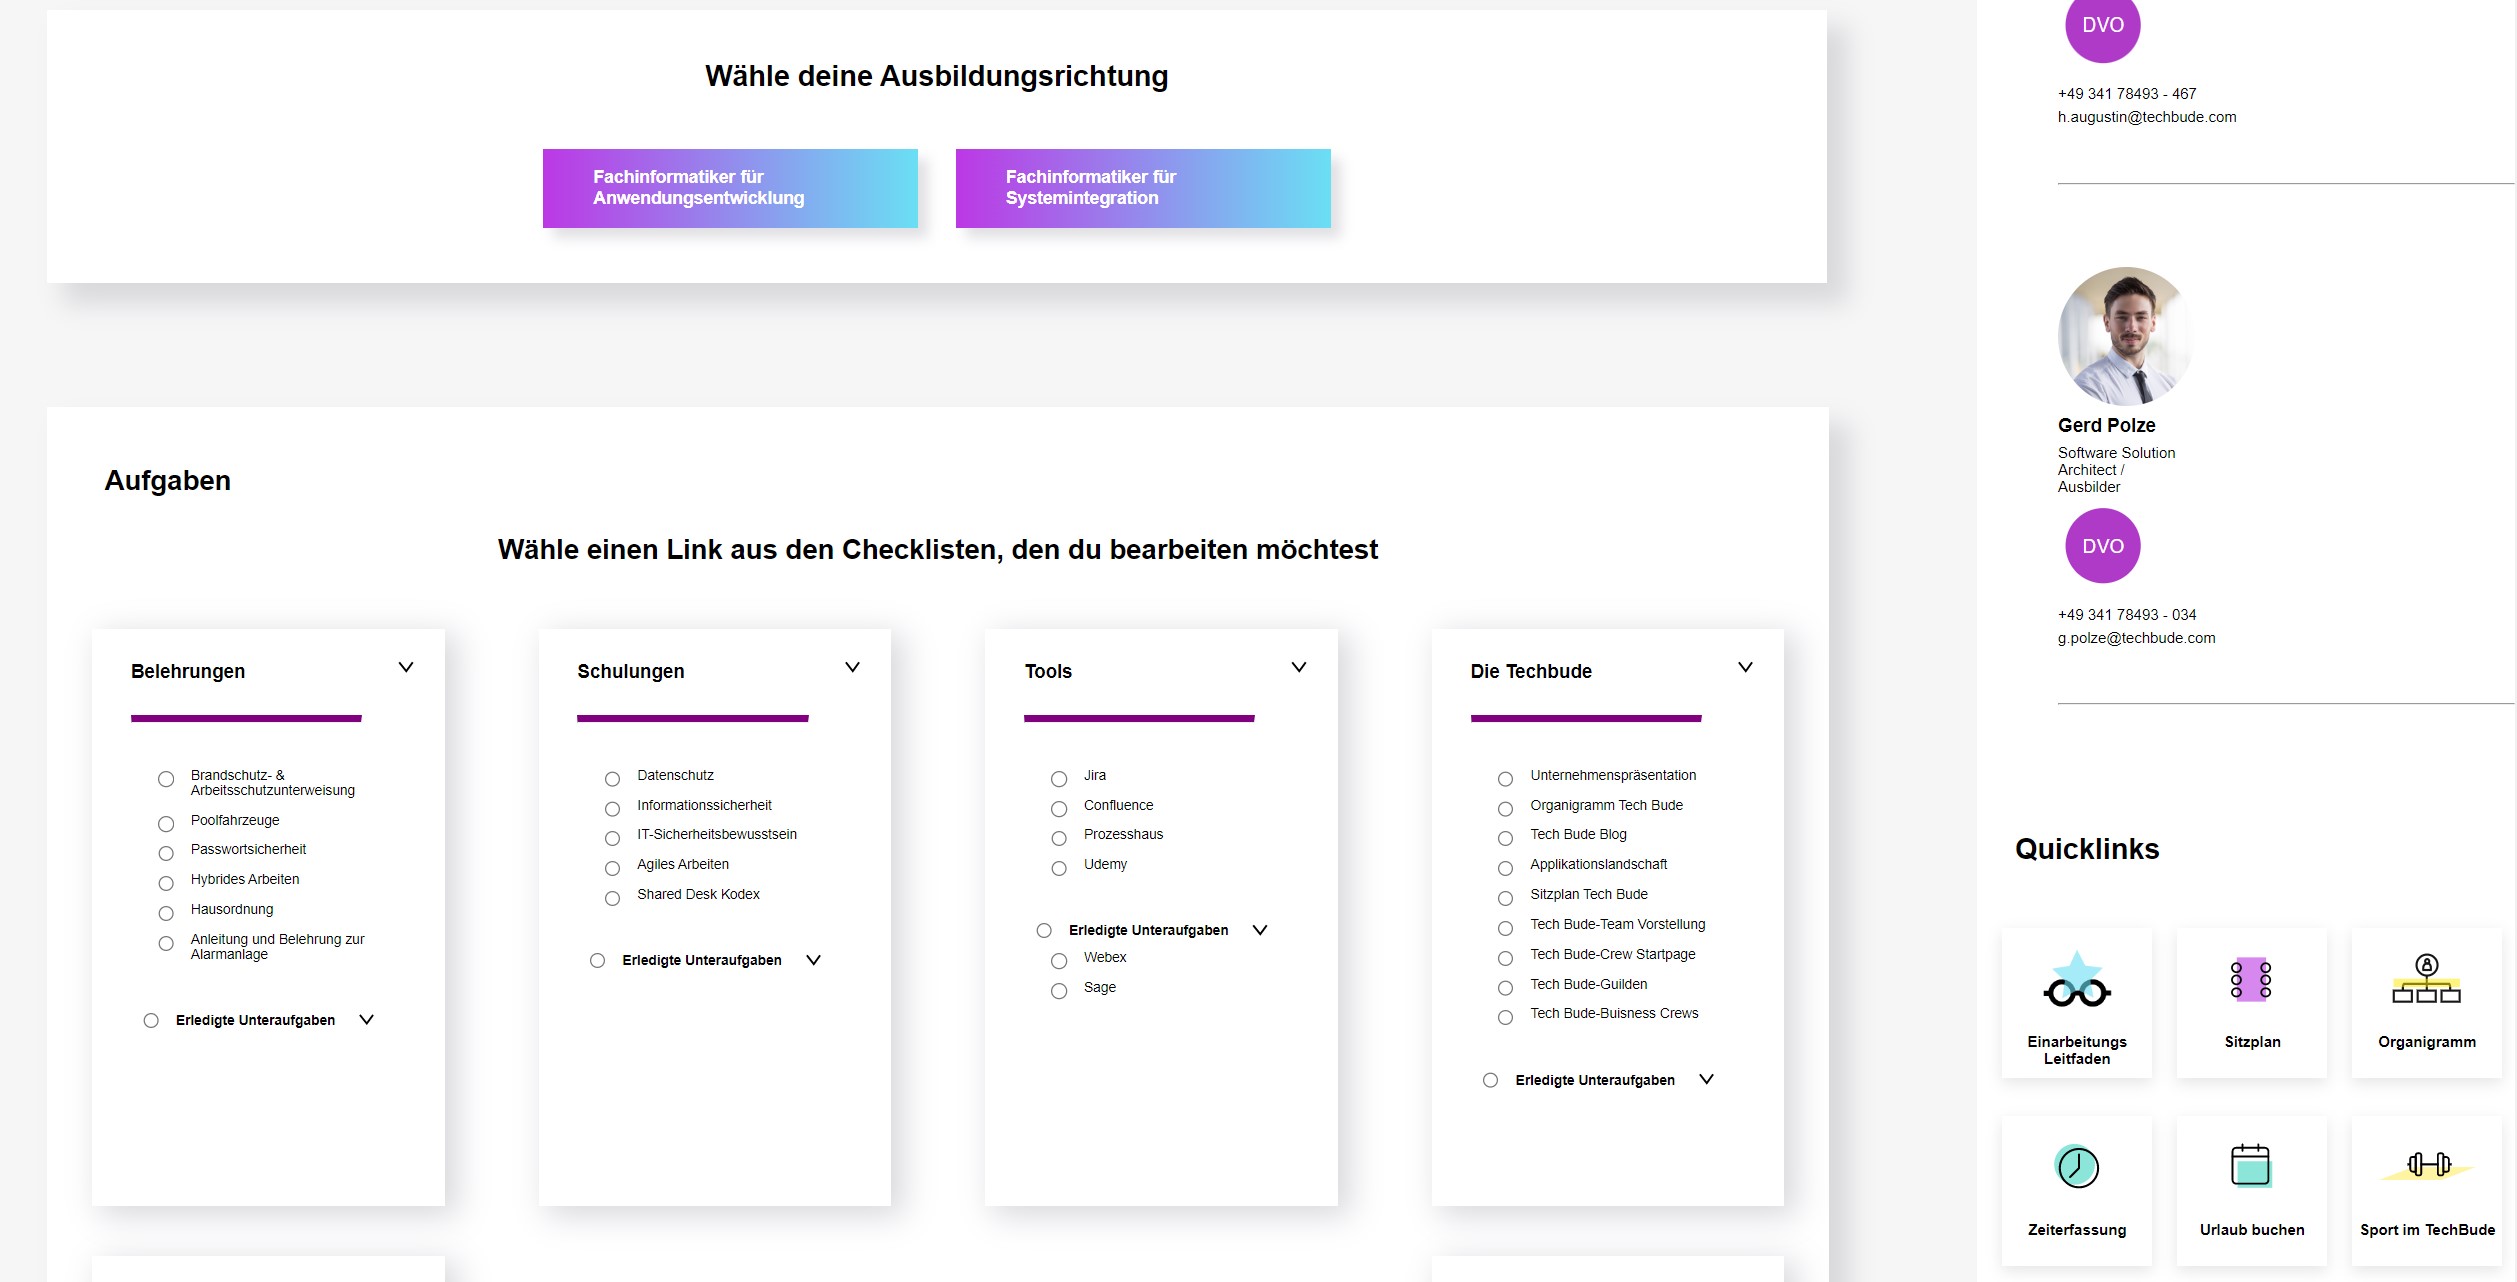 Wähle deine Ausbildungsrichtung
Fachinformatiker für
Anwendungsentwicklung
Fachinformatiker für
Systemintegration
Aufgaben
Wähle einen Link aus den Checklisten, den du bearbeiten möchtest
Belehrungen
Brandschutz- &
Arbeitsschutzunterweisung
Poolfahrzeuge
Passwortsicherheit
Hybrides Arbeiten
Hausordnung
Anleitung und Belehrung zur
Alarmanlage
Erledigte Unteraufgaben
Schulungen
Datenschutz
Informationssicherheit
IT-Sicherheitsbewusstsein
Agiles Arbeiten
Shared Desk Kodex
Erledigte Unteraufgaben
Tools
Jira
Confluence
Prozesshaus
Udemy
Erledigte Unteraufgaben
Webex
Sage
Die Techbude
Unternehmenspräsentation
Organigramm Tech Bude
Tech Bude Blog
Applikationslandschaft
Sitzplan Tech Bude
Tech Bude-Team Vorstellung
Tech Bude-Crew Startpage
Tech Bude-Guilden
Tech Bude-Buisness Crews
Erledigte Unteraufgaben
DVO
+49 341 78493 - 467
h.augustin@techbude.com
Gerd Polze
Software Solution
Architect /
Ausbilder
DVO
+49 341 78493 - 034
g.polze@techbude.com
Quicklinks
Einarbeitungs
Leitfaden
Sitzplan
Organigramm
Zeiterfassung
Urlaub buchen
Sport im TechBude